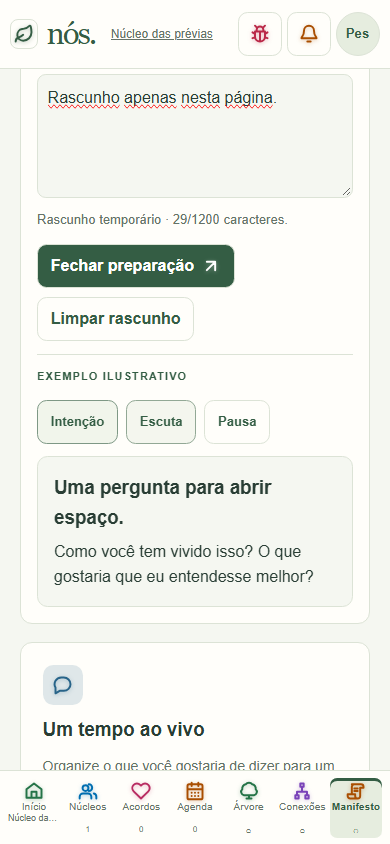 nós.
Núcleo das prévias
Pes
Rascunho apenas nesta página.
Rascunho temporário · 29/1200 caracteres.
Fechar preparação
Limpar rascunho
EXEMPLO ILUSTRATIVO
Intenção Escuta Pausa
Uma pergunta para abrir
espaço.
Como você tem vivido isso? O que
gostaria que eu entendesse melhor?
Um tempo ao vivo
Organize o que você gostaria de dizer para um
Início Núcleos Acordos Agenda Árvore Conexões Manifesto
Núcleo da... 1 0 0 0 0 0